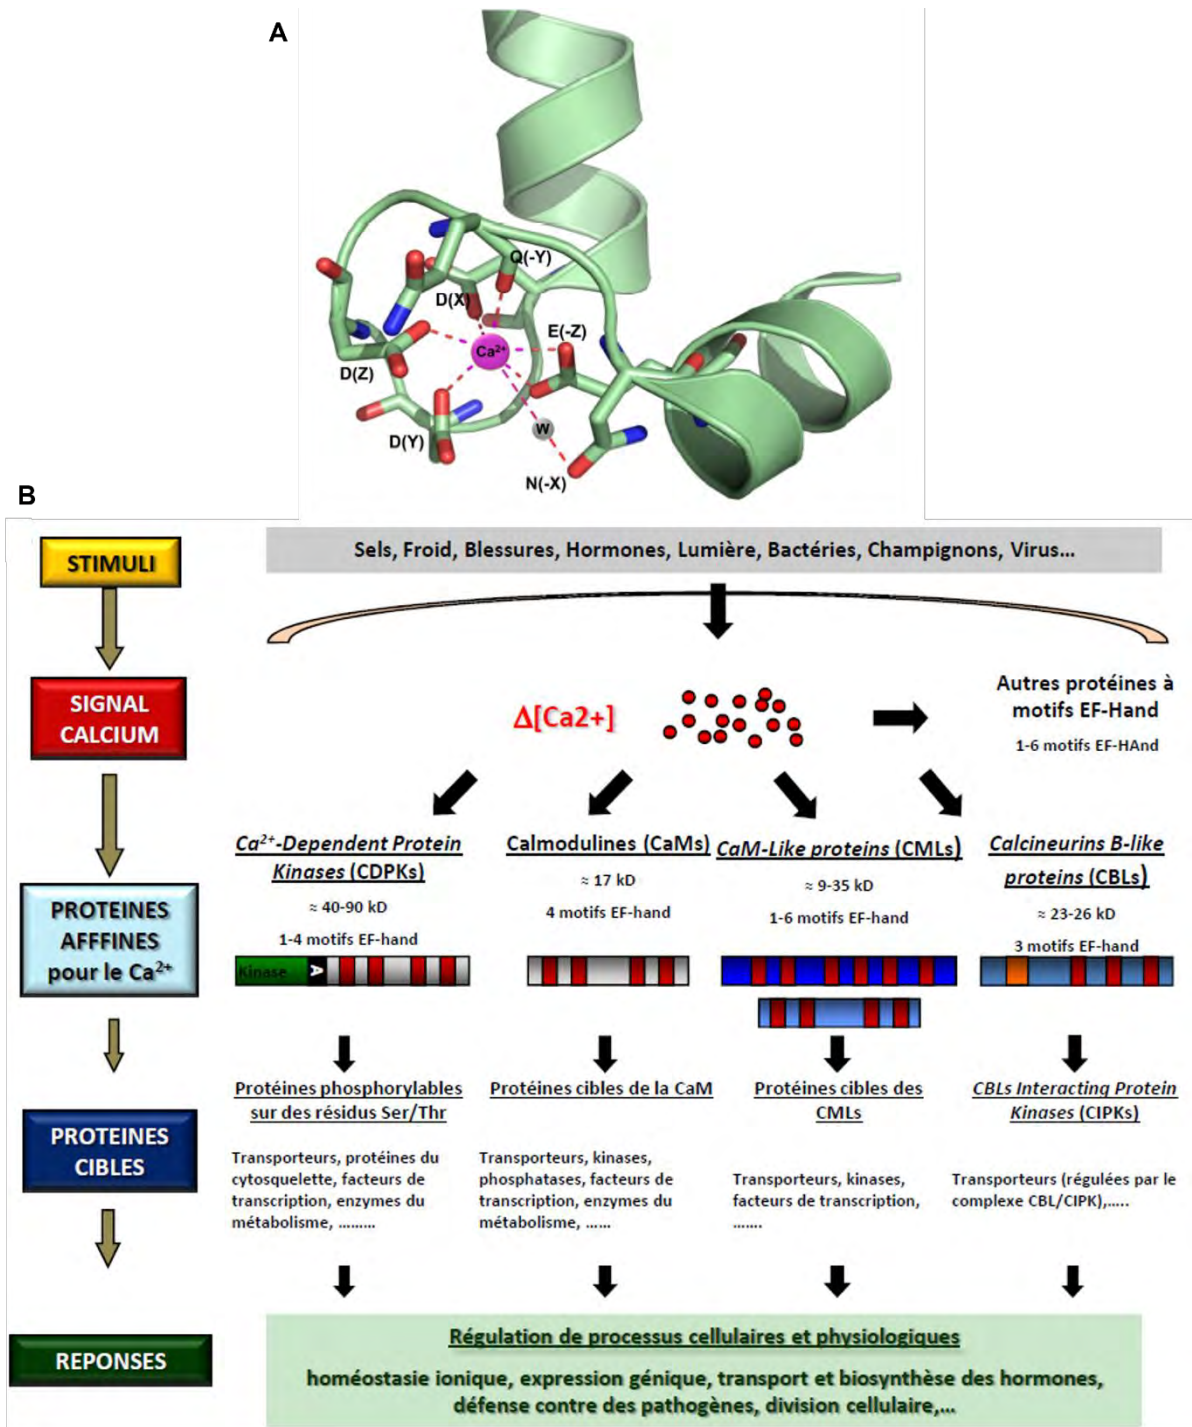 A
Q(-Y)
D(X)
E(-Z)
Ca²⁺
D(Z)
W
D(Y)
N(-X)
B
STIMULI
Sels, Froid, Blessures, Hormones, Lumière, Bactéries, Champignons, Virus...
SIGNAL
CALCIUM
Δ[Ca2+]
Autres protéines à
motifs EF-Hand
1-6 motifs EF-HAnd
PROTEINES
AFFFINES
pour le Ca²⁺
Ca²⁺-Dependent Protein
Kinases (CDPKs)
≈ 40-90 kD
1-4 motifs EF-hand
Kinase
A
Calmodulines (CaMs)
≈ 17 kD
4 motifs EF-hand
CaM-Like proteins (CMLs)
≈ 9-35 kD
1-6 motifs EF-hand
Calcineurins B-like
proteins (CBLs)
≈ 23-26 kD
3 motifs EF-hand
PROTEINES
CIBLES
Protéines phosphorylables
sur des résidus Ser/Thr
Transporteurs, protéines du
cytosquelette, facteurs de
transcription, enzymes du
métabolisme, .........
Protéines cibles de la CaM
Transporteurs, kinases,
phosphatases, facteurs de
transcription, enzymes du
métabolisme, ......
Protéines cibles des
CMLs
Transporteurs, kinases,
facteurs de transcription,
.......
CBLs Interacting Protein
Kinases (CIPKs)
Transporteurs (régulées par le
complexe CBL/CIPK),.....
REPONSES
Régulation de processus cellulaires et physiologiques
homéostasie ionique, expression génique, transport et biosynthèse des hormones,
défense contre des pathogènes, division cellulaire,...